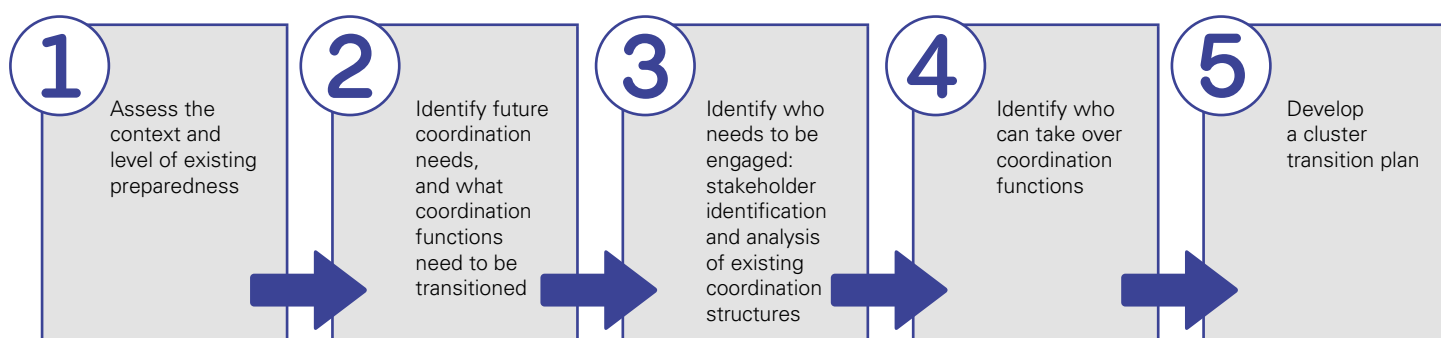 1
Assess the
context and
level of existing
preparedness
2
Identify future
coordination
needs,
and what
coordination
functions
need to be
transitioned
3
Identify who
needs to be
engaged:
stakeholder
identification
and analysis
of existing
coordination
structures
4
Identify who
can take over
coordination
functions
5
Develop
a cluster
transition plan